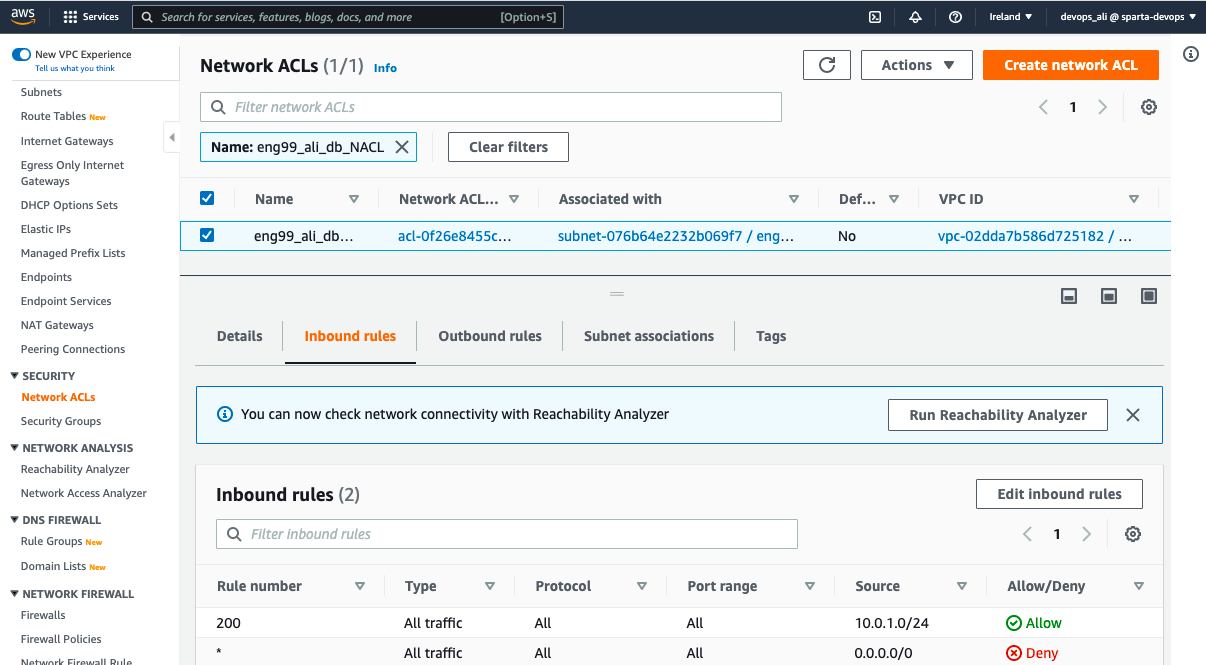 aws Services Search for services, features, blogs, docs, and more [Option+S] Ireland ▼ devops_ali @ sparta-devops ▼
New VPC Experience
Tell us what you think
Subnets
Route Tables New
Internet Gateways
Egress Only Internet
Gateways
DHCP Options Sets
Elastic IPs
Managed Prefix Lists
Endpoints
Endpoint Services
NAT Gateways
Peering Connections
SECURITY
Network ACLs
Security Groups
NETWORK ANALYSIS
Reachability Analyzer
Network Access Analyzer
DNS FIREWALL
Rule Groups New
Domain Lists New
NETWORK FIREWALL
Firewalls
Firewall Policies
Network Firewall Rule
Network ACLs (1/1) Info
Actions ▼
Create network ACL
Filter network ACLs
1
Name: eng99_ali_db_NACL
Clear filters
Name Network ACL... Associated with Def... VPC ID
eng99_ali_db... acl-0f26e8455c... subnet-076b64e2232b069f7 / eng... No vpc-02dda7b586d725182 / ...
Details Inbound rules Outbound rules Subnet associations Tags
You can now check network connectivity with Reachability Analyzer
Run Reachability Analyzer
Inbound rules (2)
Edit inbound rules
Filter inbound rules
1
Rule number Type Protocol Port range Source Allow/Deny
200 All traffic All All 10.0.1.0/24 Allow
* All traffic All All 0.0.0.0/0 Deny